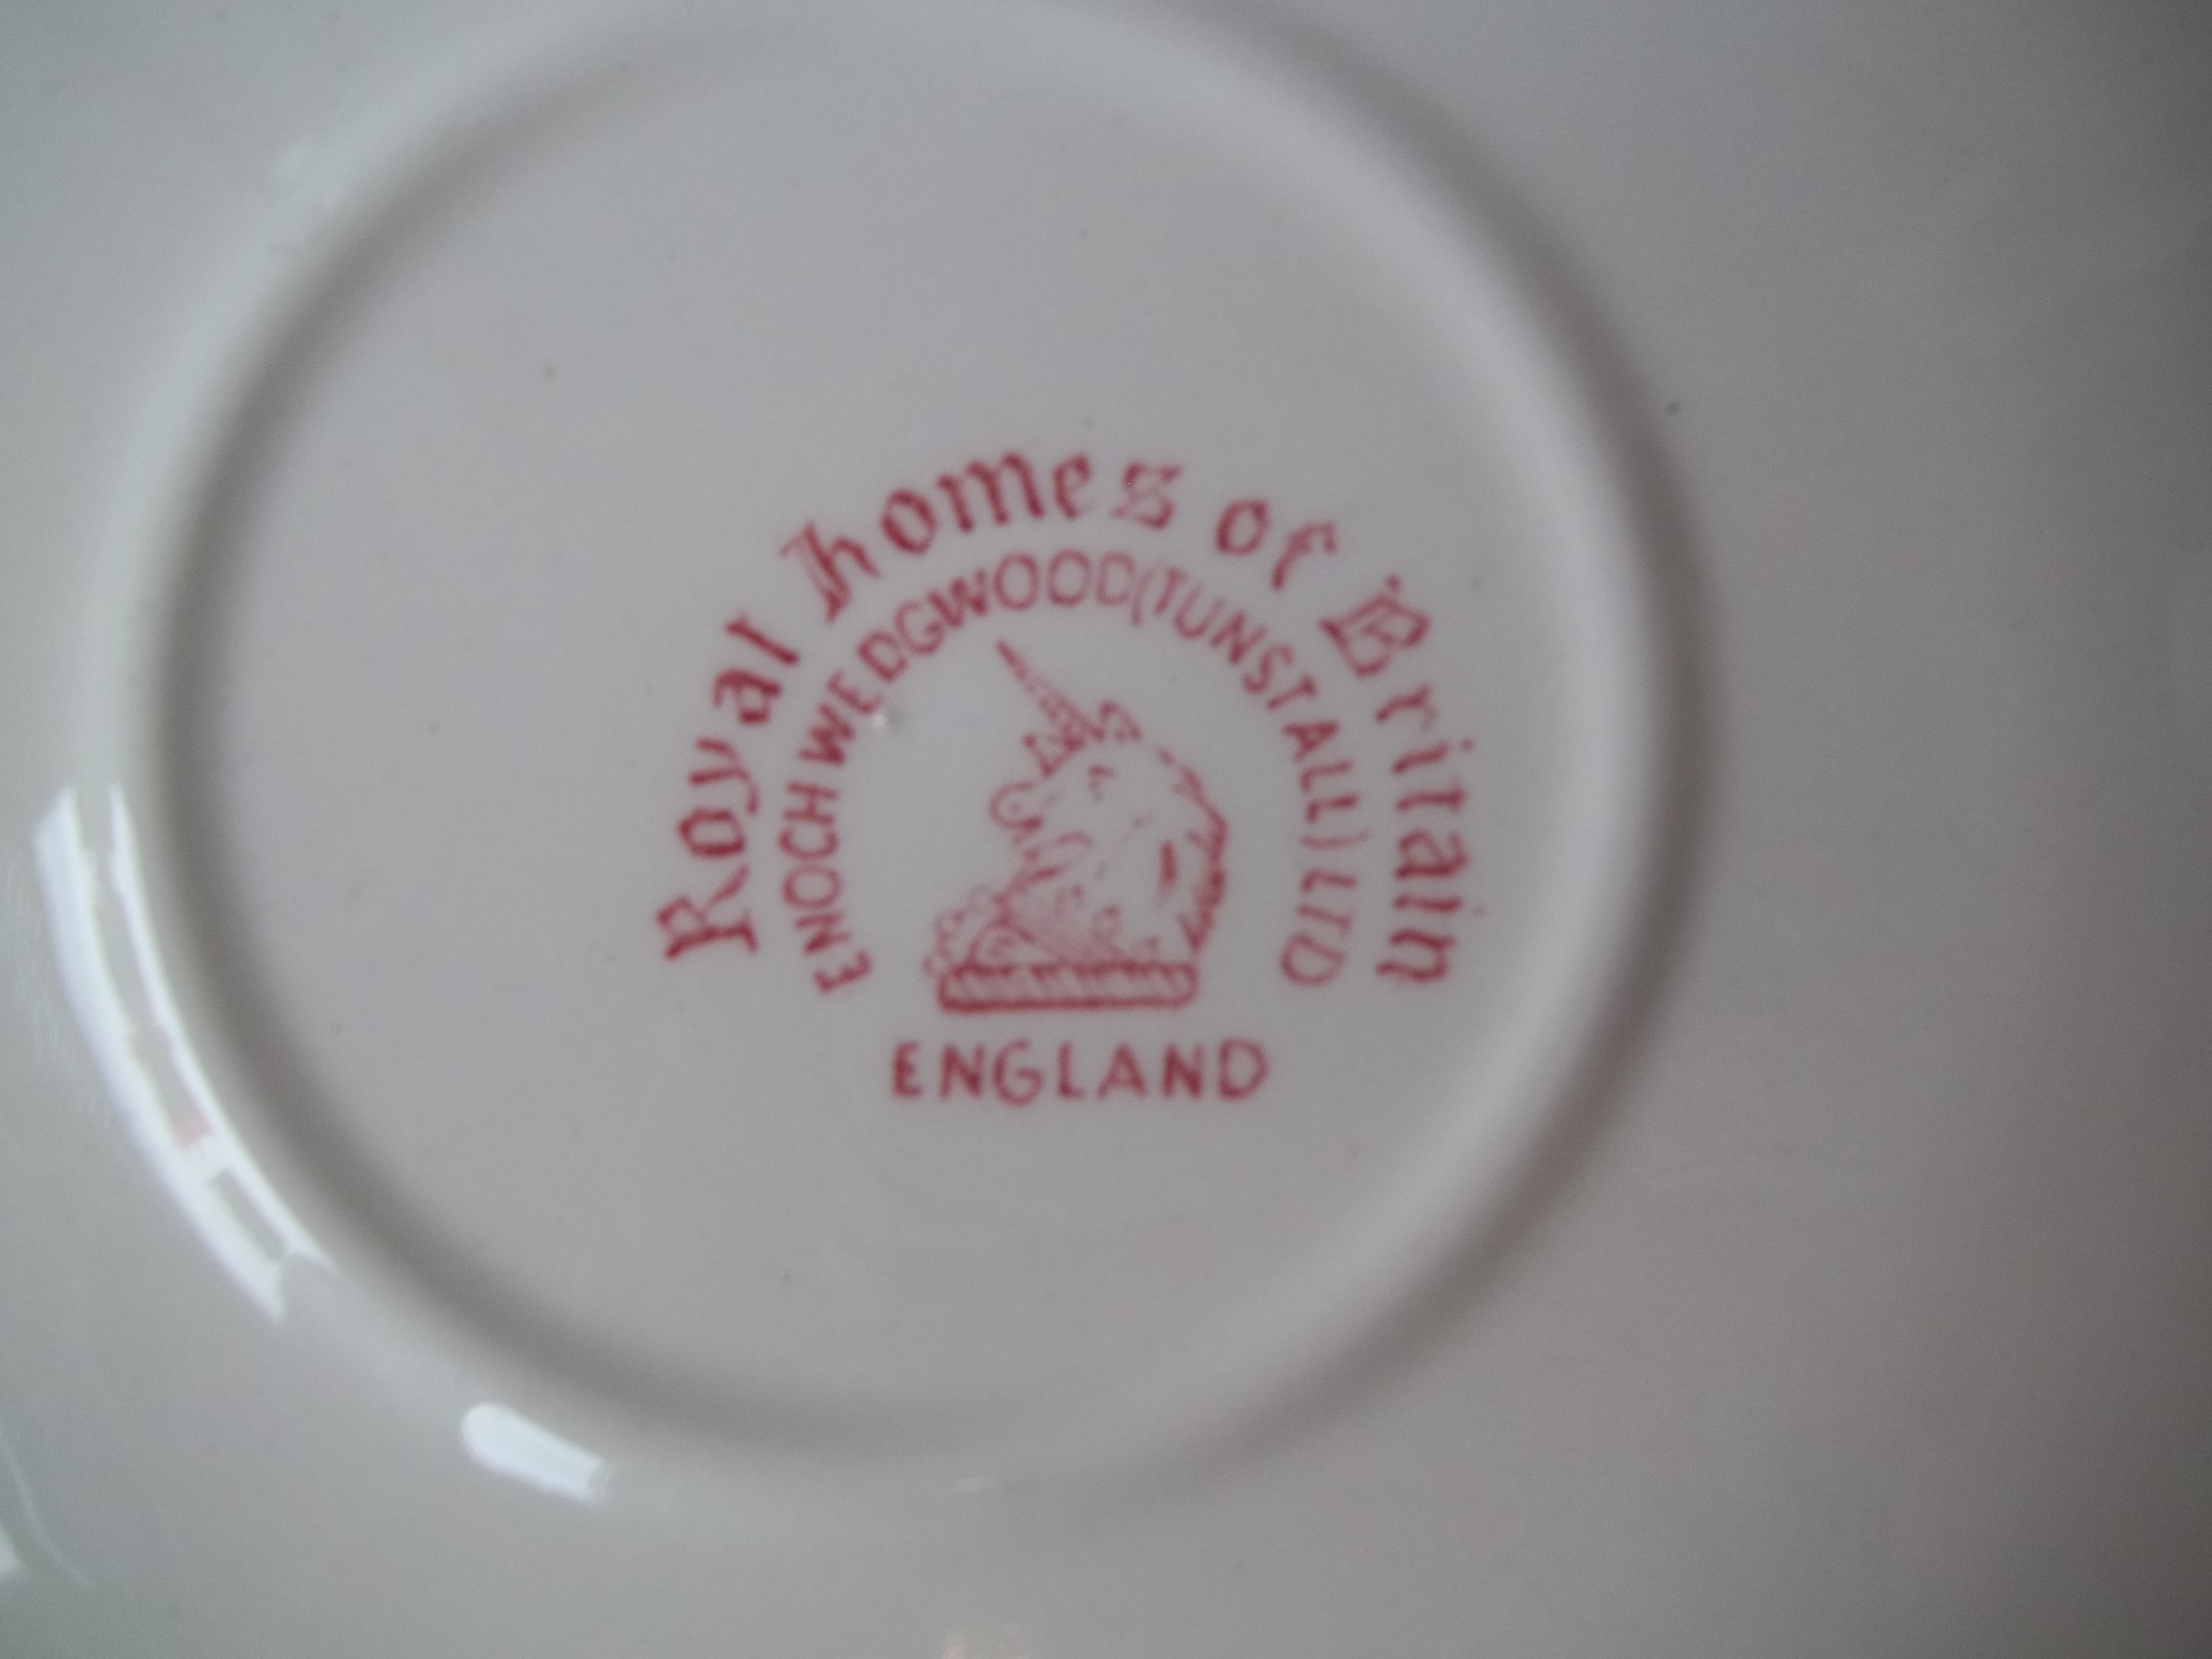 Royal homes of Britain
ENOCH WEDGWOOD (TUNSTALL) LTD
ENGLAND